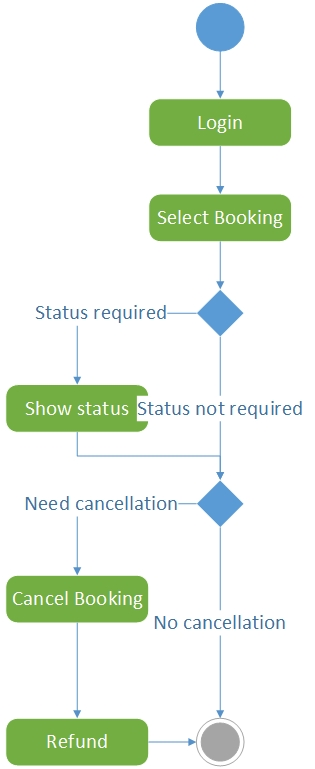 Login
Select Booking
Status required
Show status
Status not required
Need cancellation
Cancel Booking
No cancellation
Refund